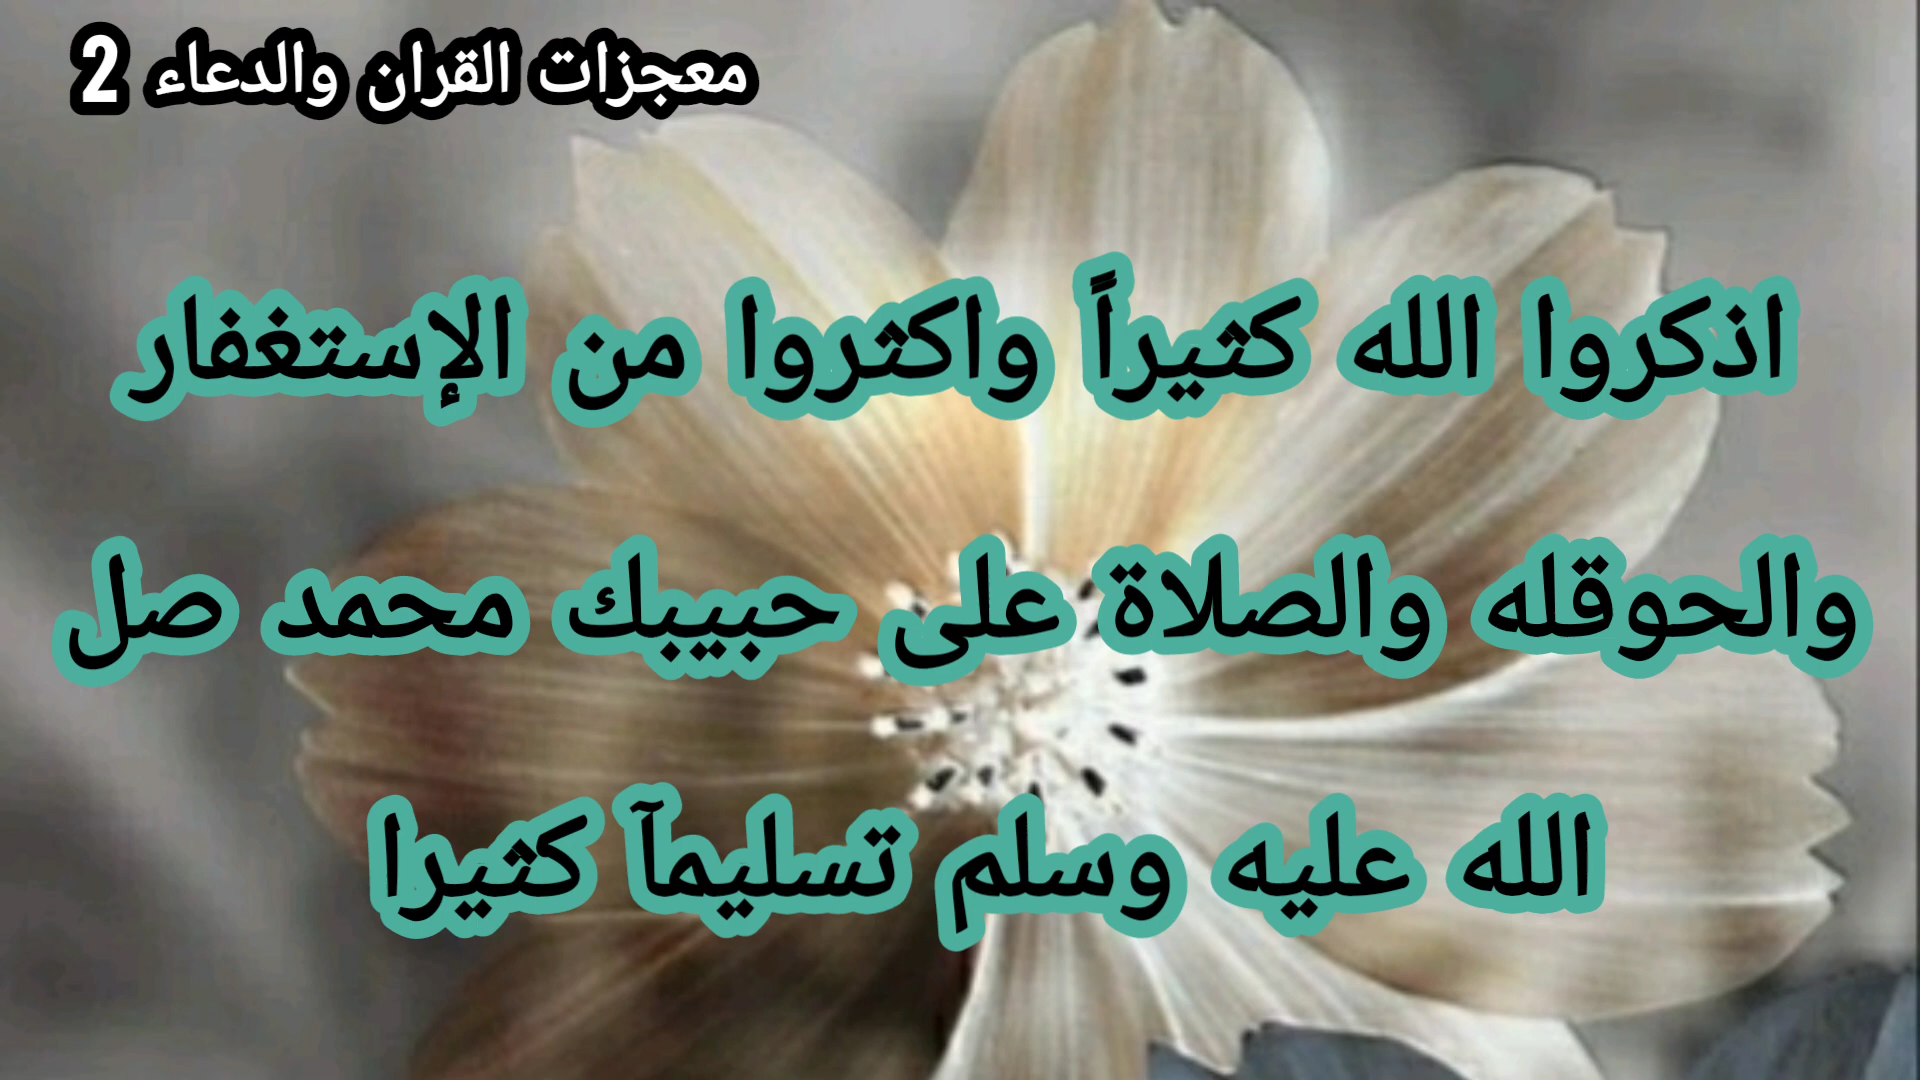 معجزات القران والدعاء 2
اذكروا الله كثيراً واكثروا من الإستغفار
والحوقله والصلاة على حبيبك محمد صل
الله عليه وسلم تسليمآ كثيرا